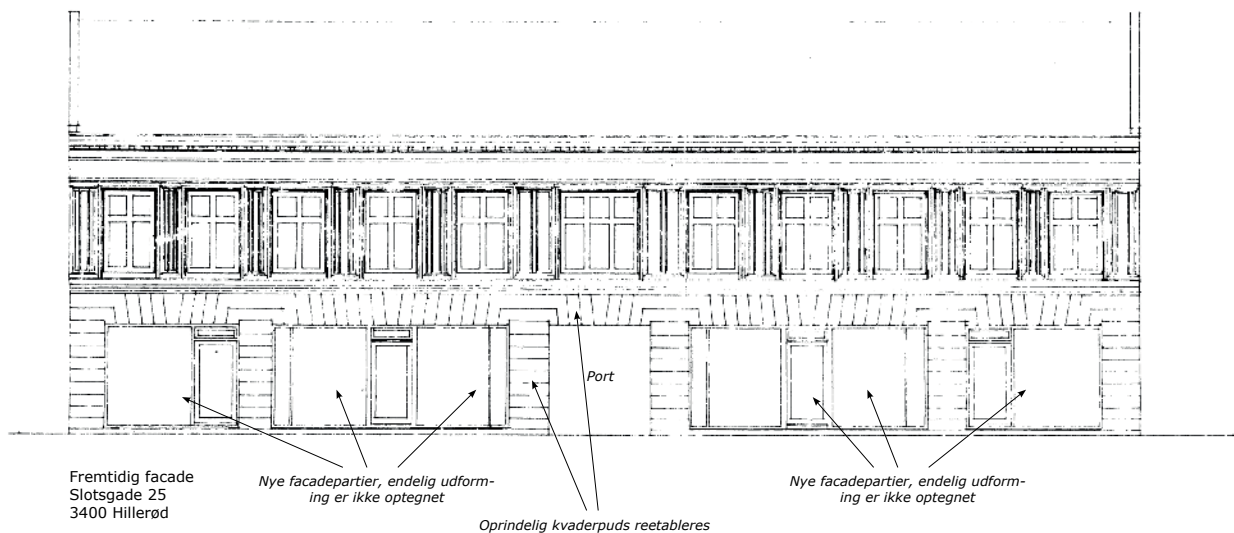 Port
Fremtidig facade
Slotsgade 25
3400 Hillerød
Nye facadepartier, endelig udform-
ing er ikke optegnet
Nye facadepartier, endelig udform-
ing er ikke optegnet
Oprindelig kvaderpuds reetableres